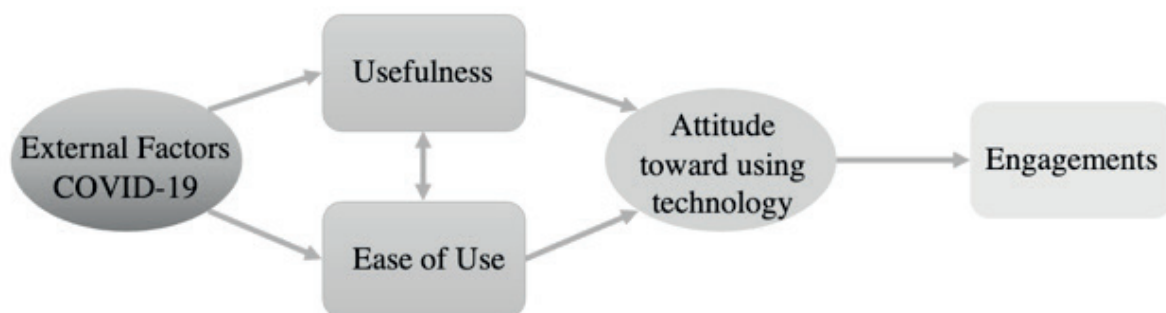 External Factors
COVID-19
Usefulness
Ease of Use
Attitude
toward using
technology
Engagements